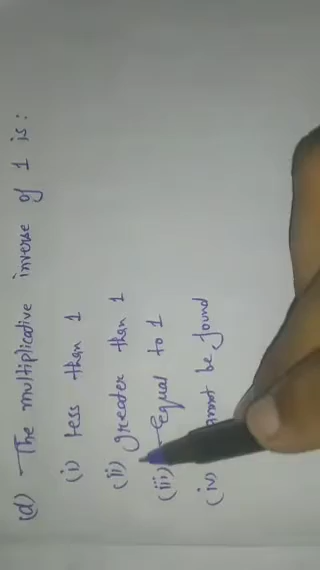 (d) The multiplicative inverse of 1 is:
(i) less than 1
(ii) greater than 1
(iii) Equal to 1
(iv) be found